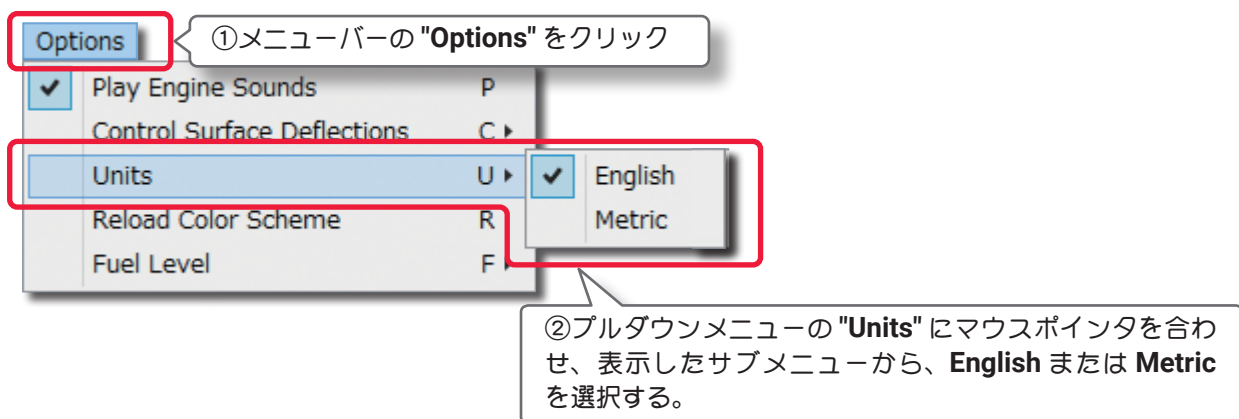 Options
①メニューバーの "Options" をクリック
Play Engine Sounds P
Control Surface Deflections C
Units U
English
Metric
Reload Color Scheme R
Fuel Level F
②プルダウンメニューの "Units" にマウスポインタを合わ
せ、表示したサブメニューから、English または Metric
を選択する。